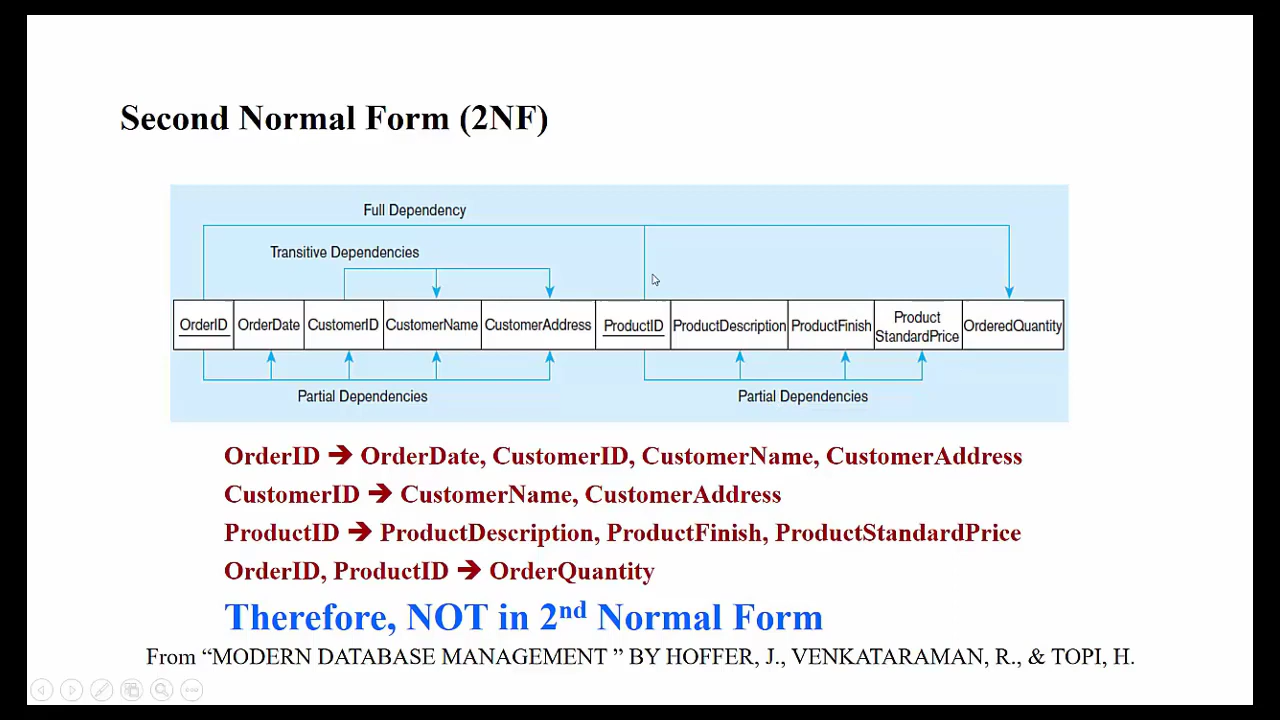 Second Normal Form (2NF)
Full Dependency
Transitive Dependencies
OrderID OrderDate CustomerID CustomerName CustomerAddress ProductID ProductDescription ProductFinish Product StandardPrice OrderedQuantity
Partial Dependencies Partial Dependencies
OrderID ➔ OrderDate, CustomerID, CustomerName, CustomerAddress
CustomerID ➔ CustomerName, CustomerAddress
ProductID ➔ ProductDescription, ProductFinish, ProductStandardPrice
OrderID, ProductID ➔ OrderQuantity
Therefore, NOT in 2nd Normal Form
From “MODERN DATABASE MANAGEMENT ” BY HOFFER, J., VENKATARAMAN, R., & TOPI, H.